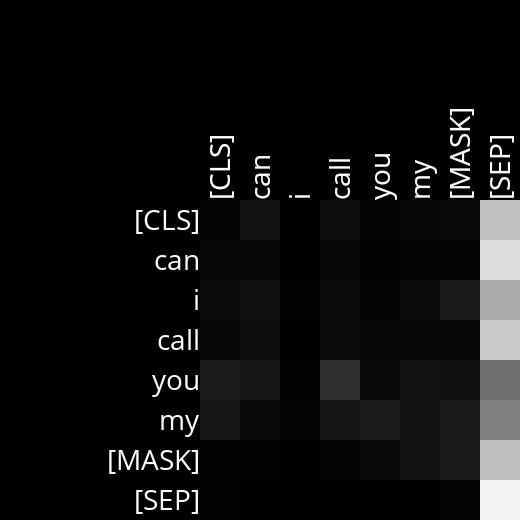 [CLS] can i call you my [MASK] [SEP]
[CLS]
can
i
call
you
my
[MASK]
[SEP]